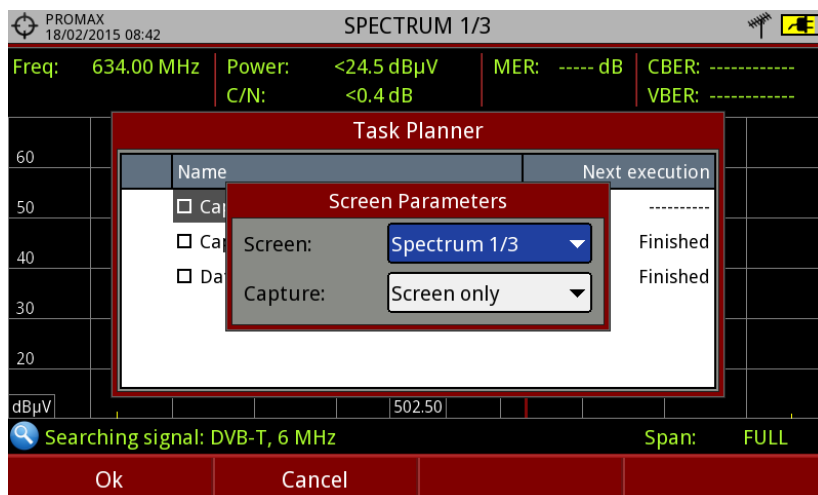 PROMAX
18/02/2015 08:42
SPECTRUM 1/3
Freq: 634.00 MHz Power: <24.5 dBµV MER: ----- dB CBER: ------------
C/N: <0.4 dB VBER: ------------
Task Planner
Name Next execution
Screen Parameters
Screen: Spectrum 1/3
Capture: Screen only
----------
Finished
Finished
60
50
40
30
20
dBµV 502.50
Searching signal: DVB-T, 6 MHz Span: FULL
Ok Cancel